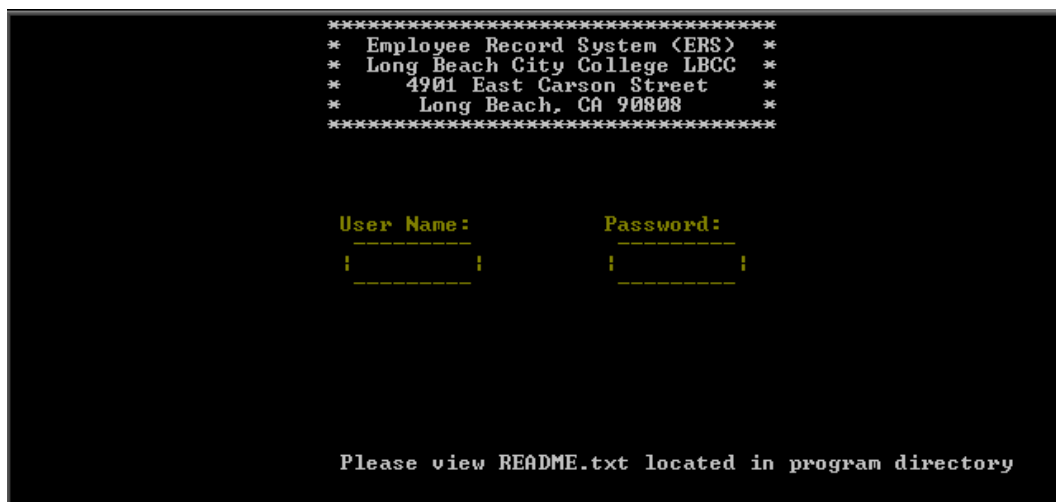 **********************************
* Employee Record System (ERS) *
* Long Beach City College LBCC *
* 4901 East Carson Street *
* Long Beach, CA 90808 *
**********************************
User Name: Password:
Please view README.txt located in program directory